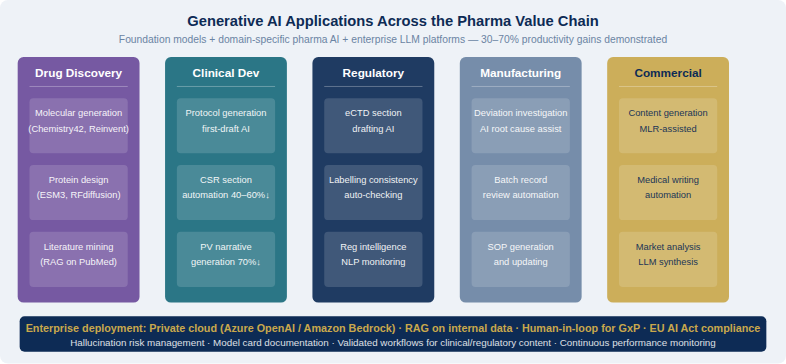 Generative AI Applications Across the Pharma Value Chain
Foundation models + domain-specific pharma AI + enterprise LLM platforms — 30–70% productivity gains demonstrated
Drug Discovery
Molecular generation
(Chemistry42, Reinvent)
Protein design
(ESM3, RFdiffusion)
Literature mining
(RAG on PubMed)
Clinical Dev
Protocol generation
first-draft AI
CSR section
automation 40–60%↓
PV narrative
generation 70%↓
Regulatory
eCTD section
drafting AI
Labelling consistency
auto-checking
Reg intelligence
NLP monitoring
Manufacturing
Deviation investigation
AI root cause assist
Batch record
review automation
SOP generation
and updating
Commercial
Content generation
MLR-assisted
Medical writing
automation
Market analysis
LLM synthesis
Enterprise deployment: Private cloud (Azure OpenAI / Amazon Bedrock) · RAG on internal data · Human-in-loop for GxP · EU AI Act compliance
Hallucination risk management · Model card documentation · Validated workflows for clinical/regulatory content · Continuous performance monitoring